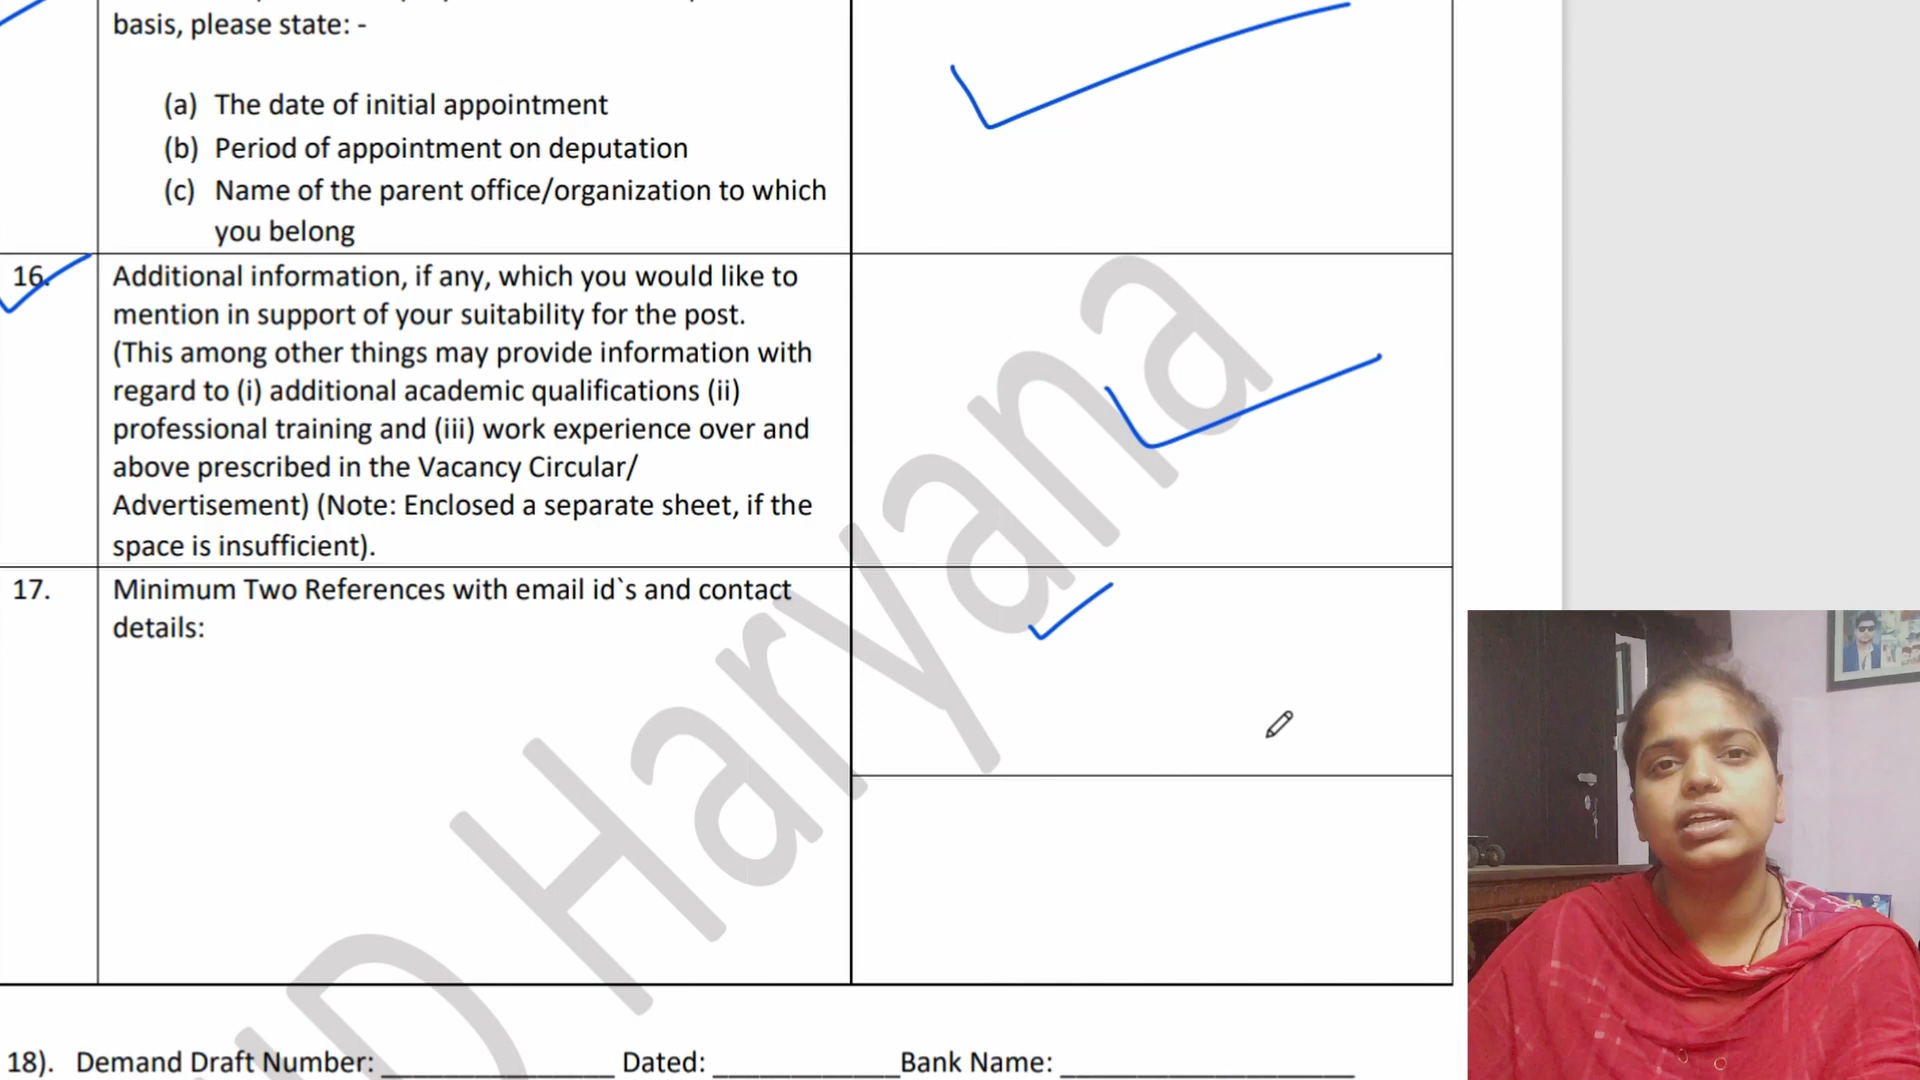 basis, please state: -
(a) The date of initial appointment
(b) Period of appointment on deputation
(c) Name of the parent office/organization to which
you belong
16. Additional information, if any, which you would like to
mention in support of your suitability for the post.
(This among other things may provide information with
regard to (i) additional academic qualifications (ii)
professional training and (iii) work experience over and
above prescribed in the Vacancy Circular/
Advertisement) (Note: Enclosed a separate sheet, if the
space is insufficient).
17. Minimum Two References with email id`s and contact
details:
Haryana
18). Demand Draft Number: _______________ Dated: ____________Bank Name: ___________________